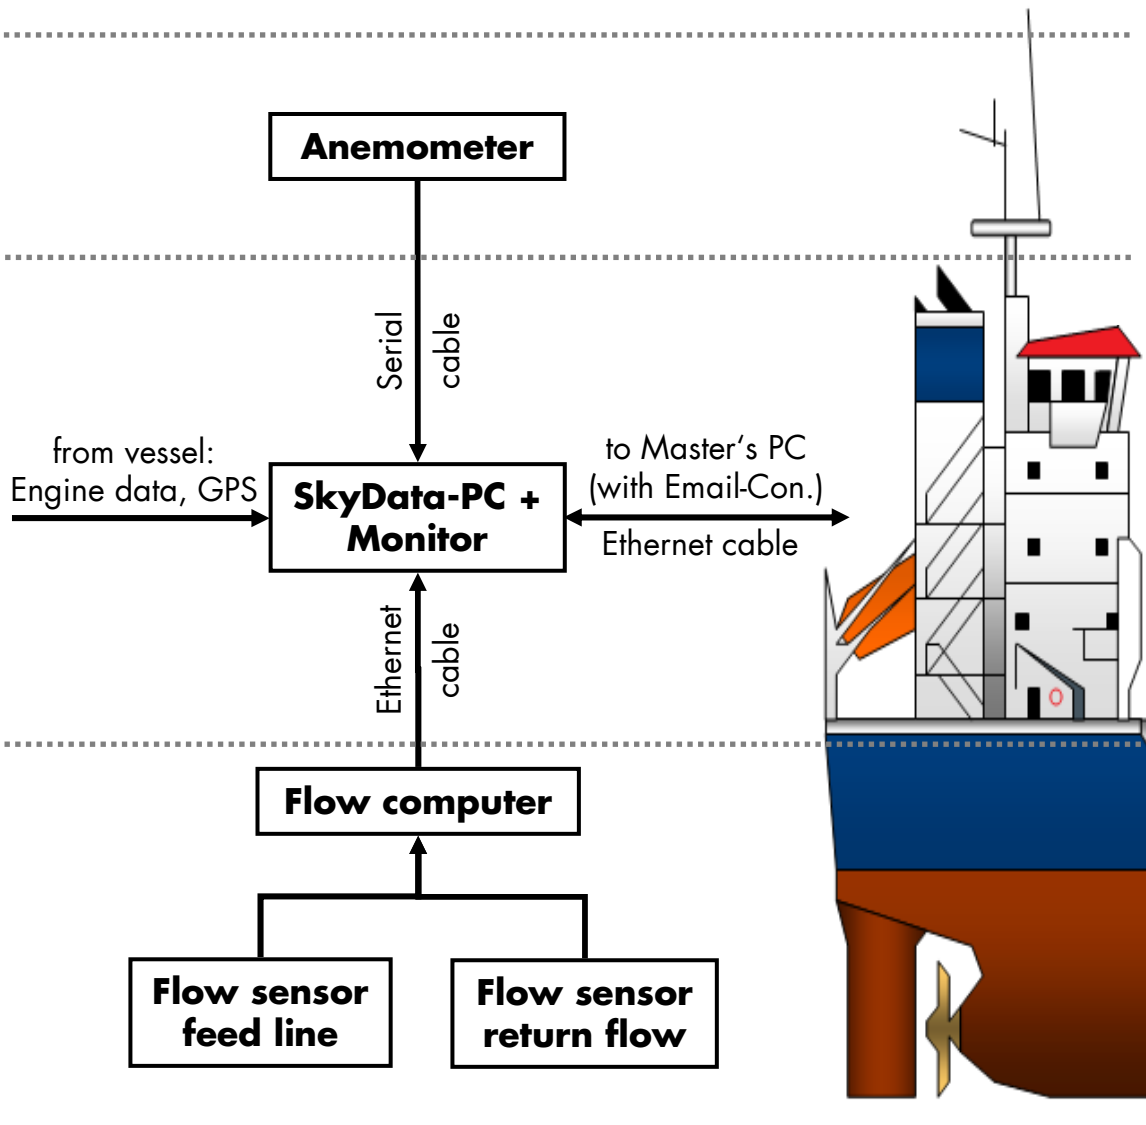 Anemometer
Serial
cable
from vessel:
Engine data, GPS
to Master‘s PC
(with Email-Con.)
SkyData-PC +
Monitor
Ethernet cable
Ethernet
cable
Flow computer
Flow sensor
feed line
Flow sensor
return flow